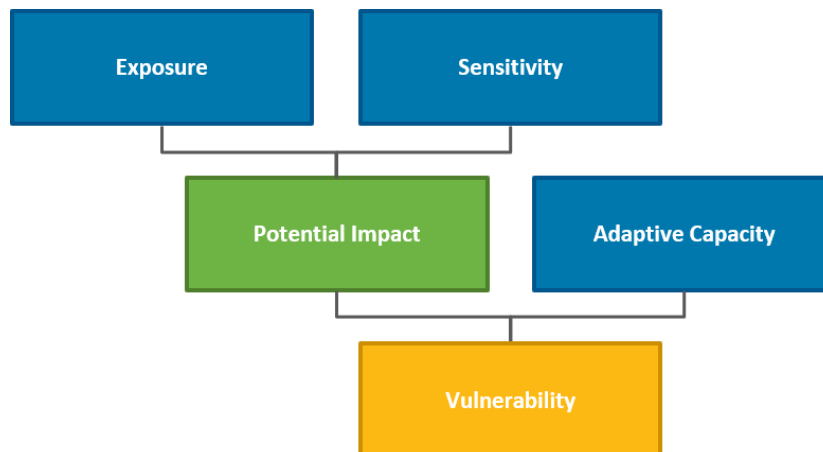 Exposure
Sensitivity
Potential Impact
Adaptive Capacity
Vulnerability